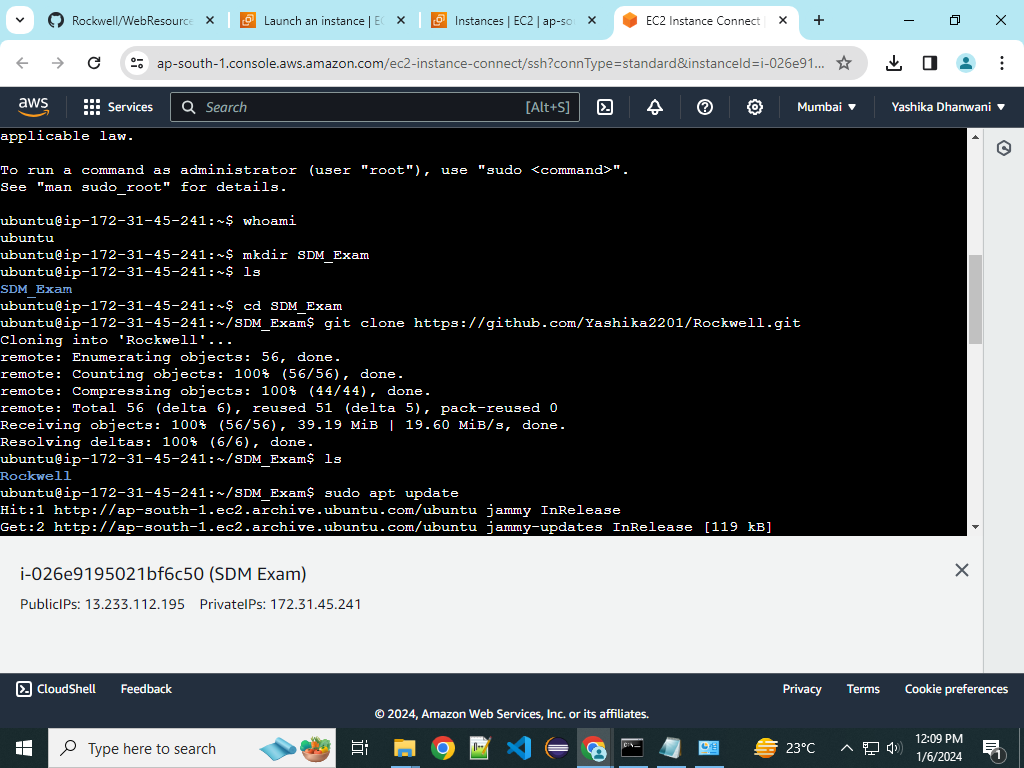 Rockwell/WebResource
Launch an instance | EC
Instances | EC2 | ap-so
EC2 Instance Connect |
ap-south-1.console.aws.amazon.com/ec2-instance-connect/ssh?connType=standard&instanceId=i-026e91...
aws
Services
Search
[Alt+S]
Mumbai
Yashika Dhanwani
applicable law.
To run a command as administrator (user "root"), use "sudo <command>".
See "man sudo_root" for details.
ubuntu@ip-172-31-45-241:~$ whoami
ubuntu
ubuntu@ip-172-31-45-241:~$ mkdir SDM_Exam
ubuntu@ip-172-31-45-241:~$ ls
SDM_Exam
ubuntu@ip-172-31-45-241:~$ cd SDM_Exam
ubuntu@ip-172-31-45-241:~/SDM_Exam$ git clone https://github.com/Yashika2201/Rockwell.git
Cloning into 'Rockwell'...
remote: Enumerating objects: 56, done.
remote: Counting objects: 100% (56/56), done.
remote: Compressing objects: 100% (44/44), done.
remote: Total 56 (delta 6), reused 51 (delta 5), pack-reused 0
Receiving objects: 100% (56/56), 39.19 MiB | 19.60 MiB/s, done.
Resolving deltas: 100% (6/6), done.
ubuntu@ip-172-31-45-241:~/SDM_Exam$ ls
Rockwell
ubuntu@ip-172-31-45-241:~/SDM_Exam$ sudo apt update
Hit:1 http://ap-south-1.ec2.archive.ubuntu.com/ubuntu jammy InRelease
Get:2 http://ap-south-1.ec2.archive.ubuntu.com/ubuntu jammy-updates InRelease [119 kB]
i-026e9195021bf6c50 (SDM Exam)
PublicIPs: 13.233.112.195 PrivateIPs: 172.31.45.241
CloudShell
Feedback
Privacy
Terms
Cookie preferences
© 2024, Amazon Web Services, Inc. or its affiliates.
Type here to search
23°C
12:09 PM
1/6/2024
1